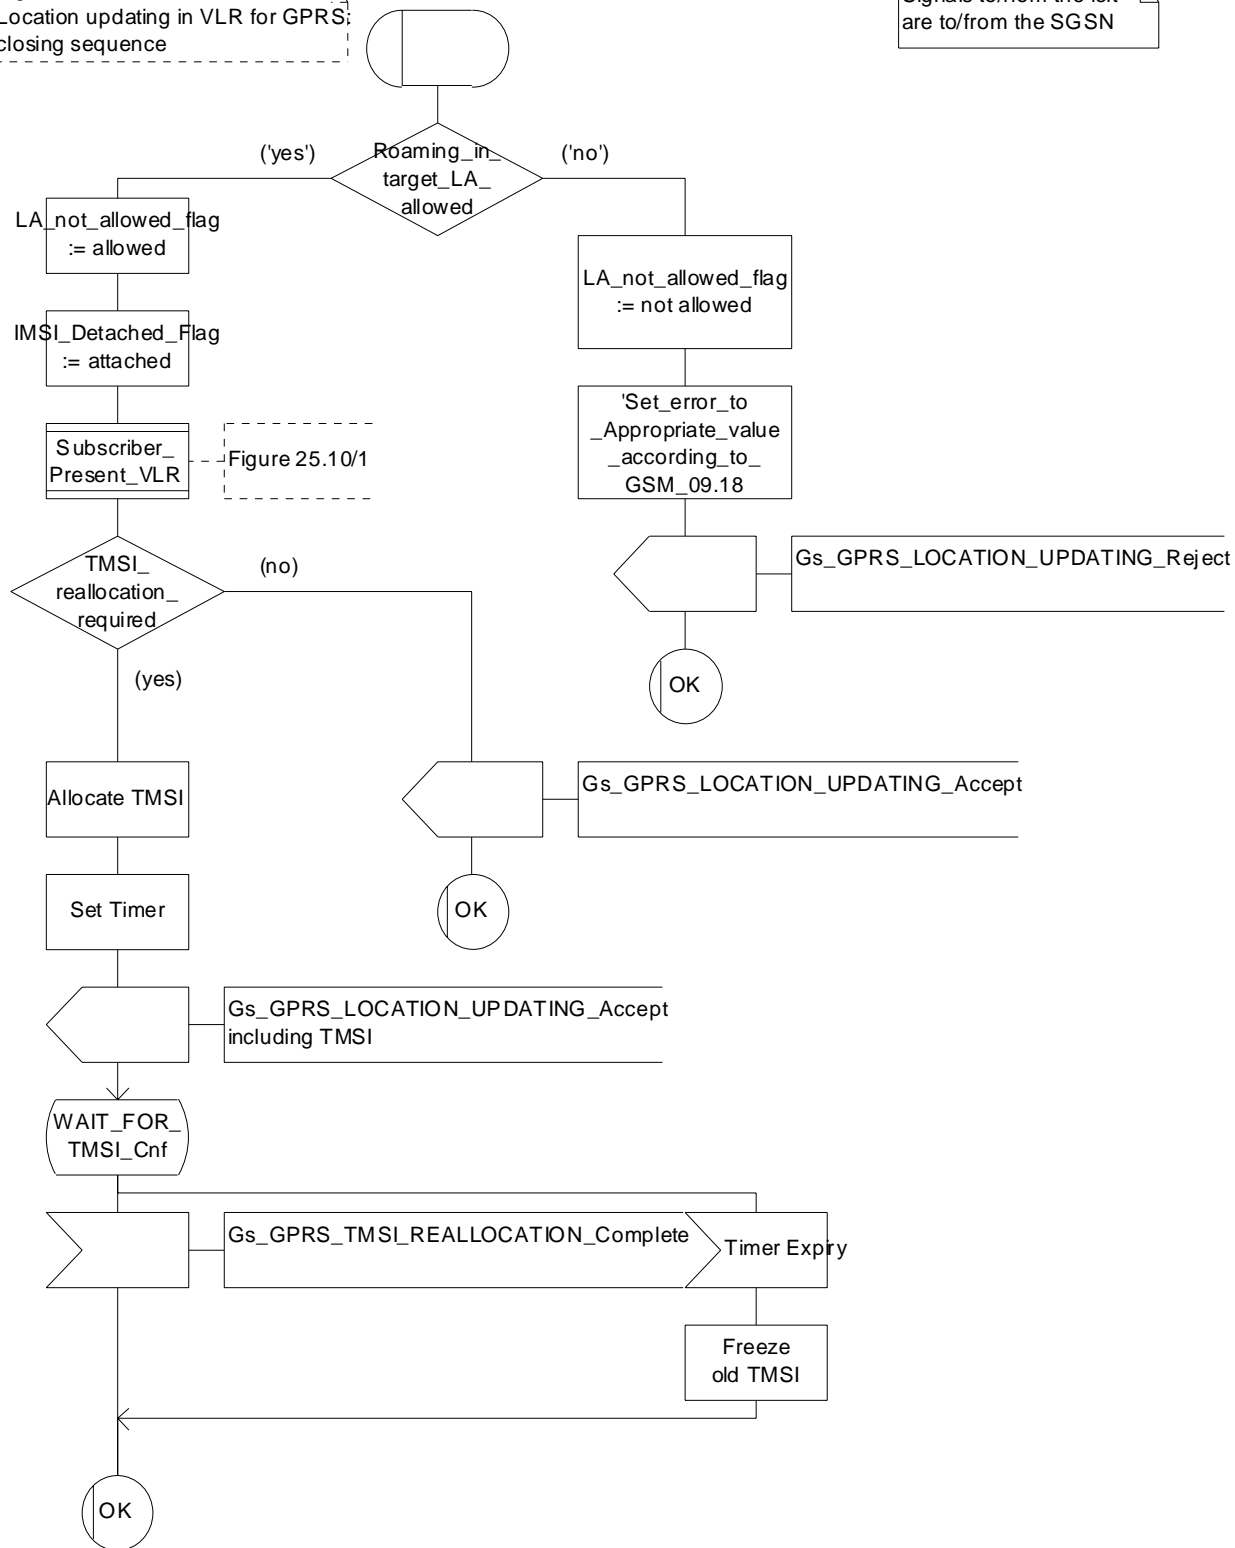 Location updating in VLR for GPRS:
closing sequence
are to/from the SGSN
('yes')
Roaming_in_
target_LA_
allowed
('no')
LA_not_allowed_flag
:= allowed
LA_not_allowed_flag
:= not allowed
IMSI_Detached_Flag
:= attached
'Set_error_to
_Appropriate_value
_according_to_
GSM_09.18
Subscriber_
Present_VLR
Figure 25.10/1
Gs_GPRS_LOCATION_UPDATING_Reject
TMSI_
reallocation_
required
(no)
(yes)
OK
Allocate TMSI
Gs_GPRS_LOCATION_UPDATING_Accept
Set Timer
OK
Gs_GPRS_LOCATION_UPDATING_Accept
including TMSI
WAIT_FOR_
TMSI_Cnf
Gs_GPRS_TMSI_REALLOCATION_Complete
Timer Expiry
Freeze
old TMSI
OK